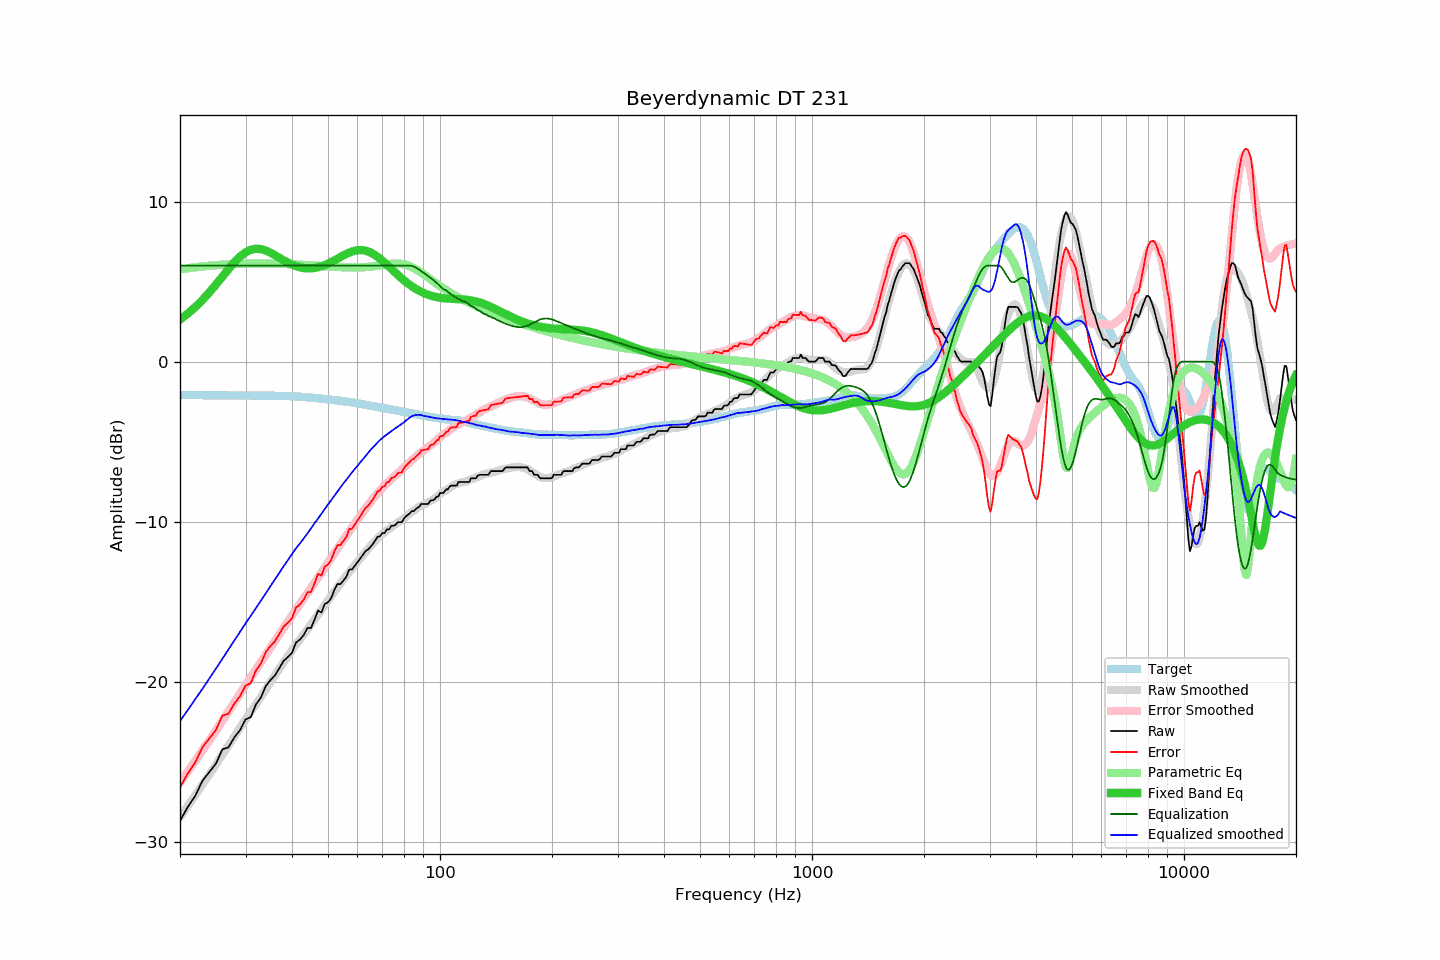 Beyerdynamic DT 231
Amplitude (dBr)
10
0
−10
−20
−30
100
1000
10000
Frequency (Hz)
Target
Raw Smoothed
Error Smoothed
Raw
Error
Parametric Eq
Fixed Band Eq
Equalization
Equalized smoothed